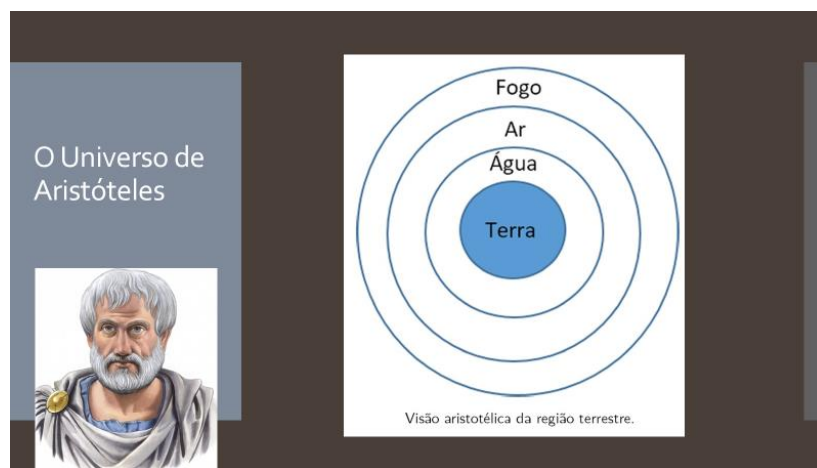 O Universo de
Aristóteles
Fogo
Ar
Água
Terra
Visão aristotélica da região terrestre.